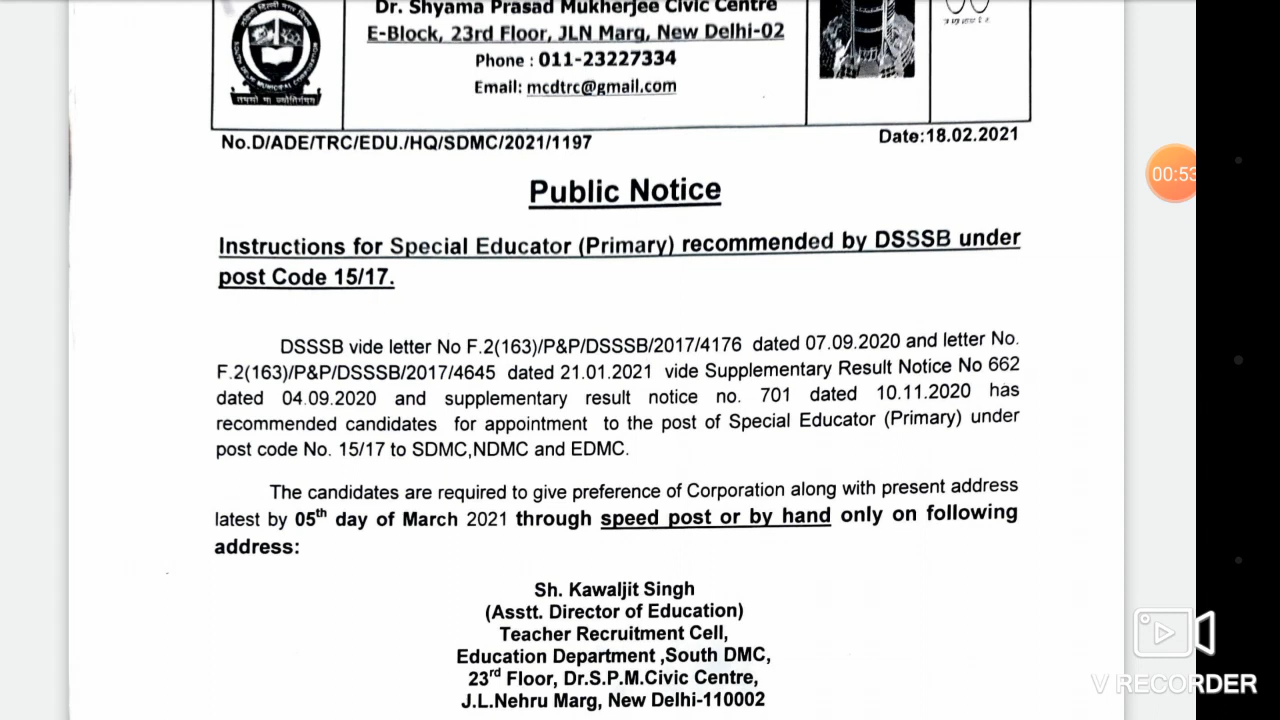 Dr. Shyama Prasad Mukherjee Civic Centre
E-Block, 23rd Floor, JLN Marg, New Delhi-02
Phone : 011-23227334
Email: mcdtrc@gmail.com
SOUTH DELHI MUNICIPAL CORPORATION
तमसो मा ज्योतिर्गमय
No.D/ADE/TRC/EDU./HQ/SDMC/2021/1197
Date:18.02.2021
00:53
Public Notice
Instructions for Special Educator (Primary) recommended by DSSSB under
post Code 15/17.
DSSSB vide letter No F.2(163)/P&P/DSSSB/2017/4176 dated 07.09.2020 and letter No.
F.2(163)/P&P/DSSSB/2017/4645 dated 21.01.2021 vide Supplementary Result Notice No 662
dated 04.09.2020 and supplementary result notice no. 701 dated 10.11.2020 has
recommended candidates for appointment to the post of Special Educator (Primary) under
post code No. 15/17 to SDMC,NDMC and EDMC.
The candidates are required to give preference of Corporation along with present address
latest by 05th day of March 2021 through speed post or by hand only on following
address:
Sh. Kawaljit Singh
(Asstt. Director of Education)
Teacher Recruitment Cell,
Education Department ,South DMC,
23rd Floor, Dr.S.P.M.Civic Centre,
J.L.Nehru Marg, New Delhi-110002
V RECORDER